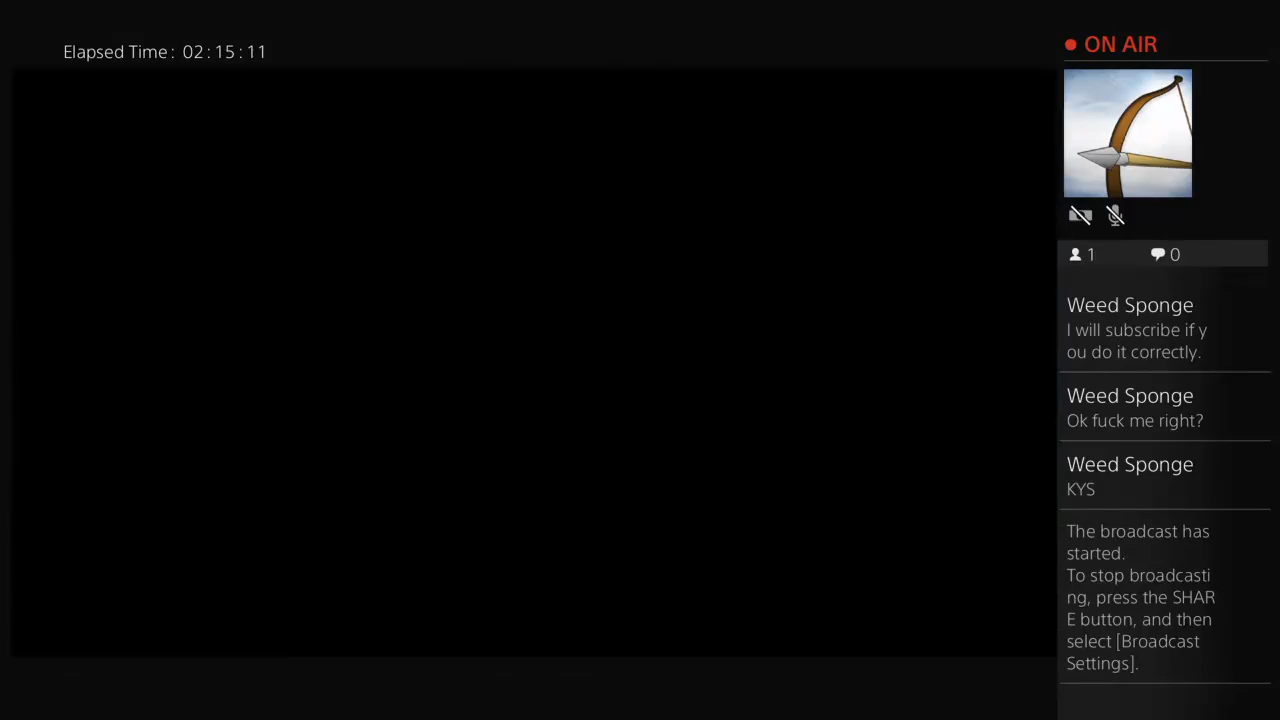 Elapsed Time: 02:15:11
ON AIR
1 0
Weed Sponge
I will subscribe if y
ou do it correctly.
Weed Sponge
Ok fuck me right?
Weed Sponge
KYS
The broadcast has
started.
To stop broadcasti
ng, press the SHAR
E button, and then
select [Broadcast
Settings].